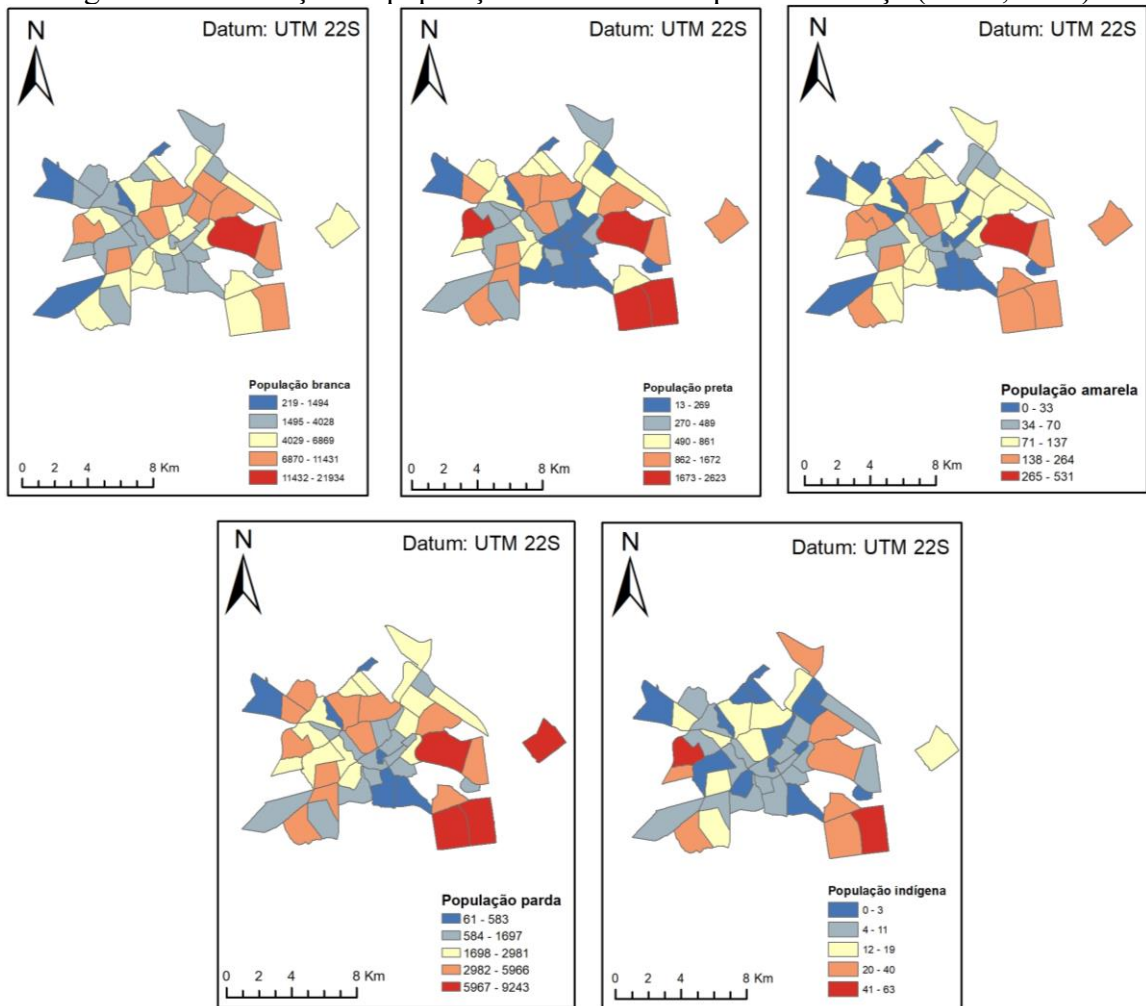 Datum: UTM 22S
N
População branca
219 - 1494
1495 - 4028
4029 - 6869
6870 - 11431
11432 - 21934
0 2 4 8 Km
Datum: UTM 22S
N
População preta
13 - 269
270 - 489
490 - 861
862 - 1672
1673 - 2623
0 2 4 8 Km
Datum: UTM 22S
N
População amarela
0 - 33
34 - 70
71 - 137
138 - 264
265 - 531
0 2 4 8 Km
Datum: UTM 22S
N
População parda
61 - 583
584 - 1697
1698 - 2981
2982 - 5966
5967 - 9243
0 2 4 8 Km
Datum: UTM 22S
N
População indígena
0 - 3
4 - 11
12 - 19
20 - 40
41 - 63
0 2 4 8 Km